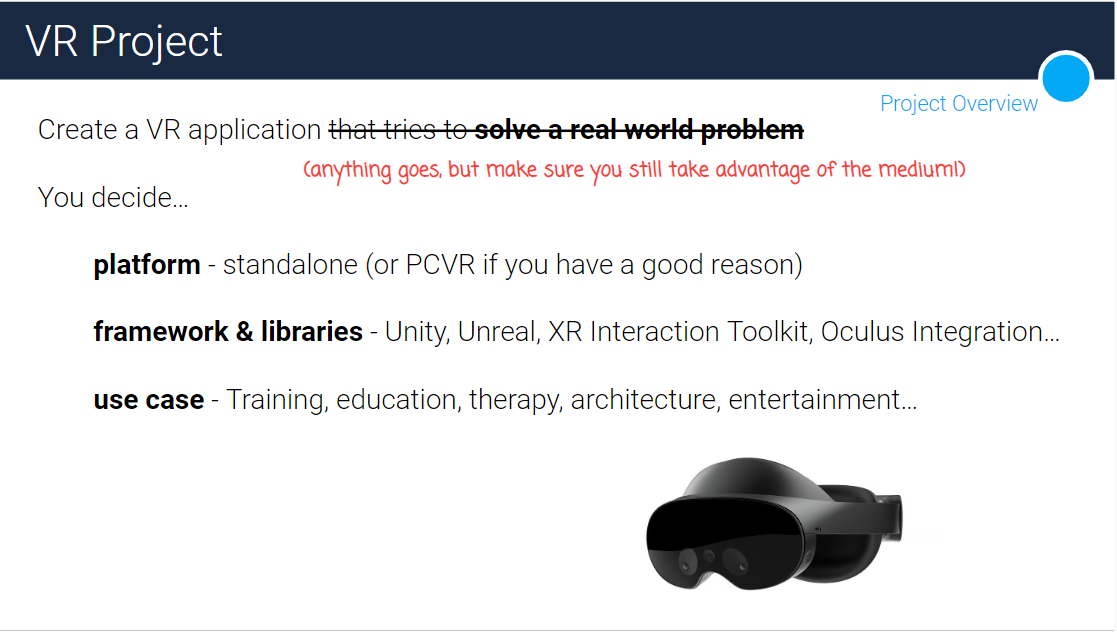 VR Project
Project Overview
Create a VR application that tries to solve a real world problem
(anything goes, but make sure you still take advantage of the medium!)
You decide…
platform - standalone (or PCVR if you have a good reason)
framework & libraries - Unity, Unreal, XR Interaction Toolkit, Oculus Integration…
use case - Training, education, therapy, architecture, entertainment…